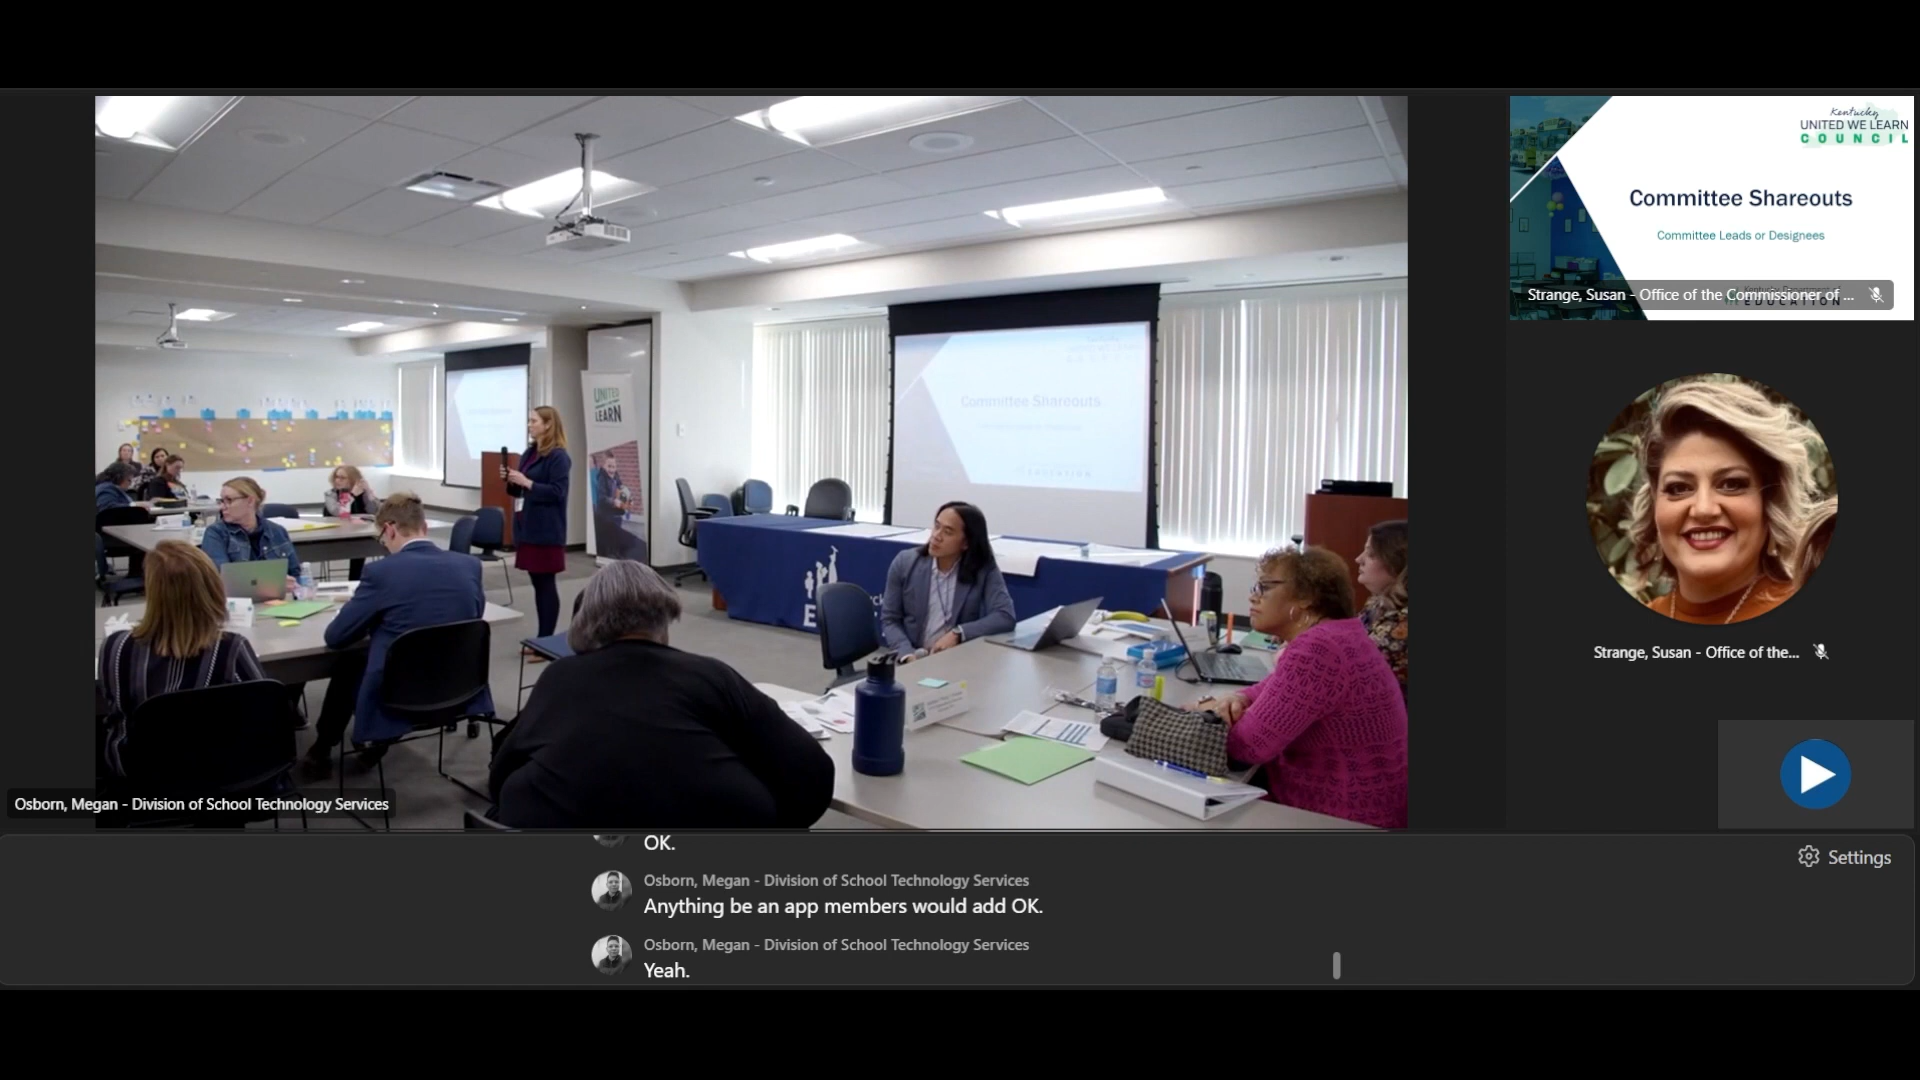 Kentucky
UNITED WE LEARN
COUNCIL
Committee Shareouts
Committee Leads or Designees
Strange, Susan - Office of the Commissioner of ...
EDUCATION
UNITED
LEARN
Committee Shareouts
Strange, Susan - Office of the...
Osborn, Megan - Division of School Technology Services
OK.
Settings
Osborn, Megan - Division of School Technology Services
Anything be an app members would add OK.
Osborn, Megan - Division of School Technology Services
Yeah.